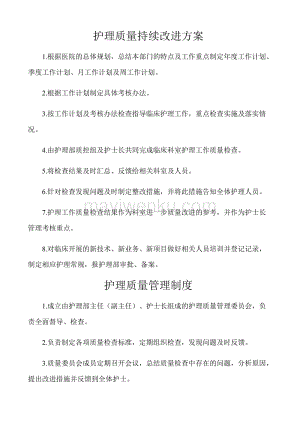 护理质量持续改进方案
1.根据医院的总体规划，总结本部门的特点及工作重点制定年度工作计划、
季度工作计划、月工作计划及周工作计划。
2.根据工作计划制定具体考核办法。
3.按工作计划及考核办法检查指导临床护理工作，重点检查实施及落实情
况。
4.由护理部质控组及护士长共同完成临床科室护理工作质量检查。
5.将检查结果及时汇总、反馈给相关科室及人员。
6.针对检查发现问题及时制定整改措施，并将此措施告知全体护理人员。
7.护理工作质量检查结果作为科室进一步质量改进的参考，并作为护士长
管理考核重点。
8.对临床开展的新技术、新业务、新项目做好相关人员培训并登记记录，
制定相应护理常规，报护理部审批、备案。
护理质量管理制度
1.成立由护理部主任（副主任）、护士长组成的护理质量管理委员会，负
责全面督导、检查。
2.负责制定各项质量检查标准，定期组织检查，发现问题及时反馈。
3.质量委员会成员定期召开会议，总结质量检查中存在的问题，分析原因，
提出改进措施并反馈到全体护士。